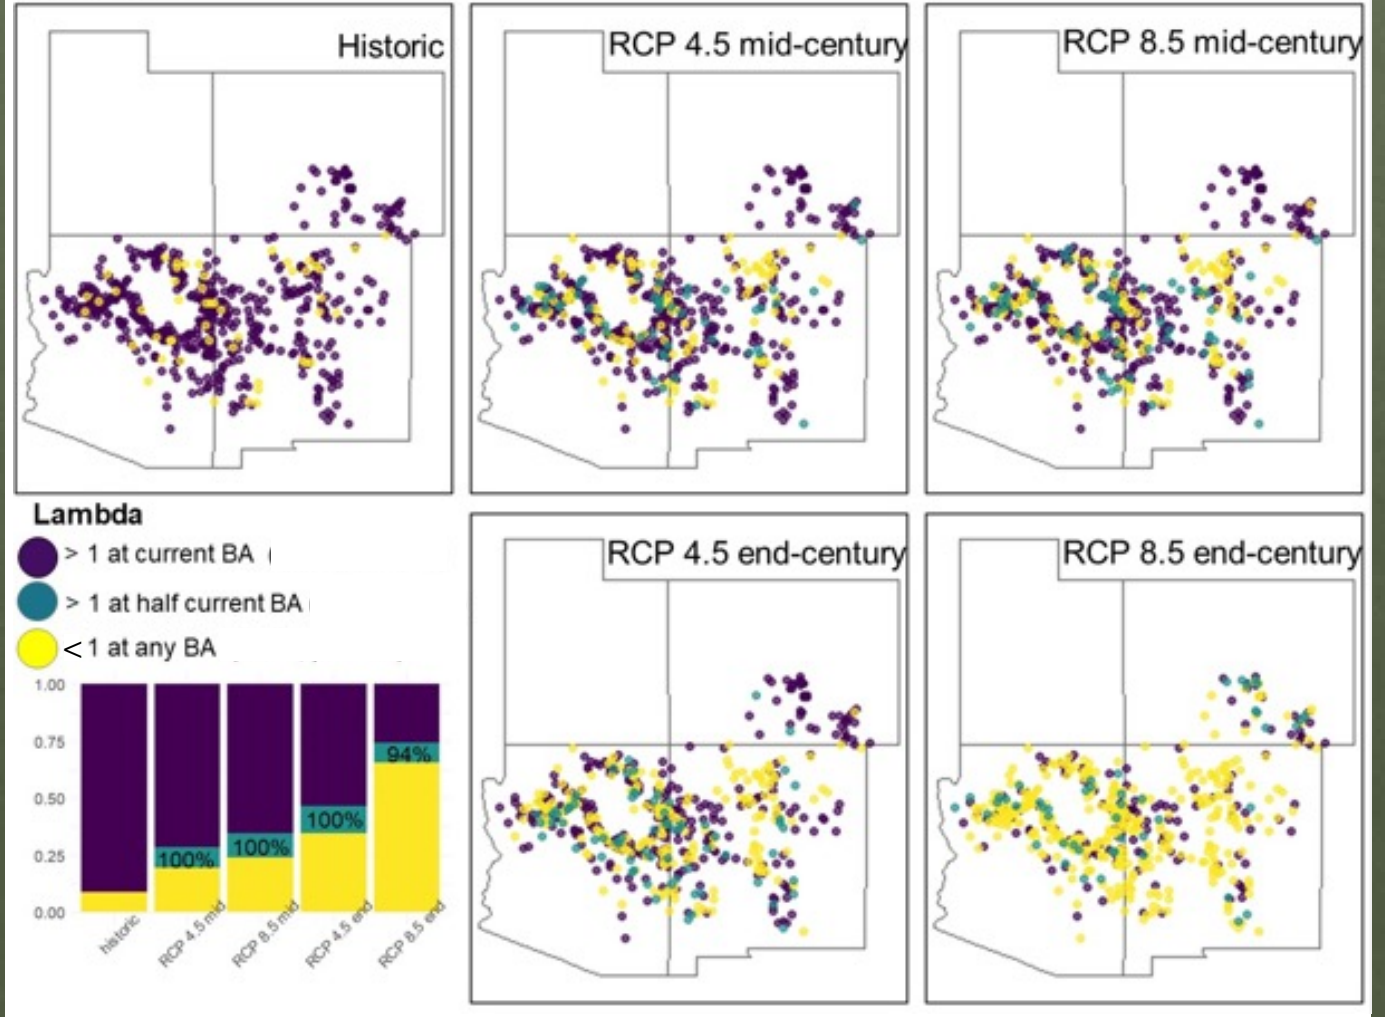 Historic
RCP 4.5 mid-century
RCP 8.5 mid-century
Lambda
> 1 at current BA (
> 1 at half current BA
< 1 at any BA
RCP 4.5 end-century
RCP 8.5 end-century
1.00
0.75
0.50
0.25
0.00
100%
100%
100%
94%
historic
RCP 4.5 mid
RCP 8.5 mid
RCP 4.5 end
RCP 8.5 end